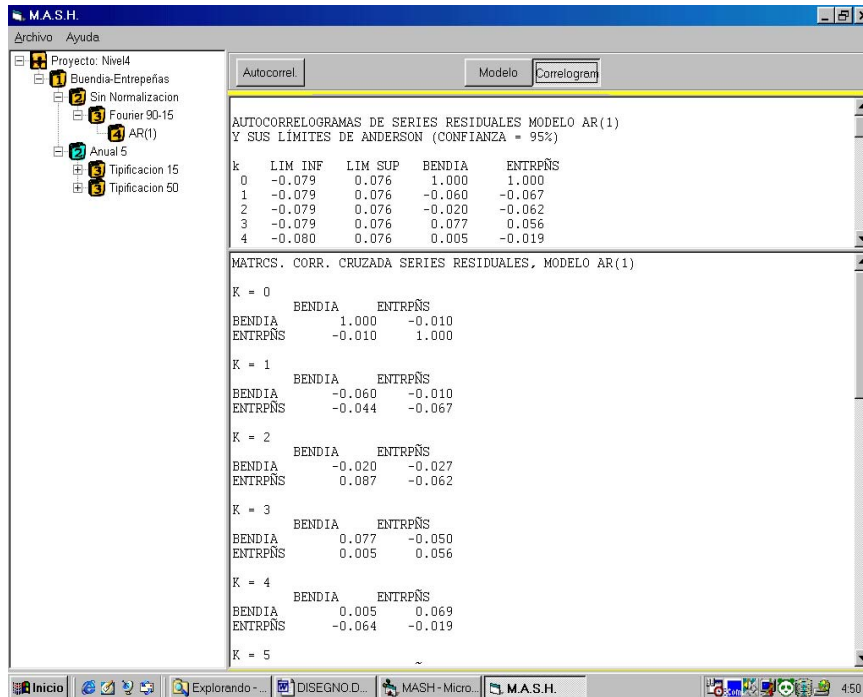 M.A.S.H.
Archivo Ayuda
Proyecto: Nivel4
1 Buendia-Entrepeñas
2 Sin Normalizacion
3 Fourier 90-15
4 AR(1)
2 Anual 5
3 Tipificacion 15
3 Tipificacion 50
Autocorrel. Modelo Correlogram
AUTOCORRELOGRAMAS DE SERIES RESIDUALES MODELO AR(1)
Y SUS LÍMITES DE ANDERSON (CONFIANZA = 95%)
k LIM INF LIM SUP BENDIA ENTRPÑS
0 -0.079 0.076 1.000 1.000
1 -0.079 0.076 -0.060 -0.067
2 -0.079 0.076 -0.020 -0.062
3 -0.079 0.076 0.077 0.056
4 -0.080 0.076 0.005 -0.019
MATRCS. CORR. CRUZADA SERIES RESIDUALES, MODELO AR(1)
K = 0
BENDIA ENTRPÑS
BENDIA 1.000 -0.010
ENTRPÑS -0.010 1.000
K = 1
BENDIA ENTRPÑS
BENDIA -0.060 -0.010
ENTRPÑS -0.044 -0.067
K = 2
BENDIA ENTRPÑS
BENDIA -0.020 -0.027
ENTRPÑS 0.087 -0.062
K = 3
BENDIA ENTRPÑS
BENDIA 0.077 -0.050
ENTRPÑS 0.005 0.056
K = 4
BENDIA ENTRPÑS
BENDIA 0.005 0.069
ENTRPÑS -0.064 -0.019
K = 5
Inicio Explorando - ... DISEGNO.D... MASH - Micro... M.A.S.H. 4:50